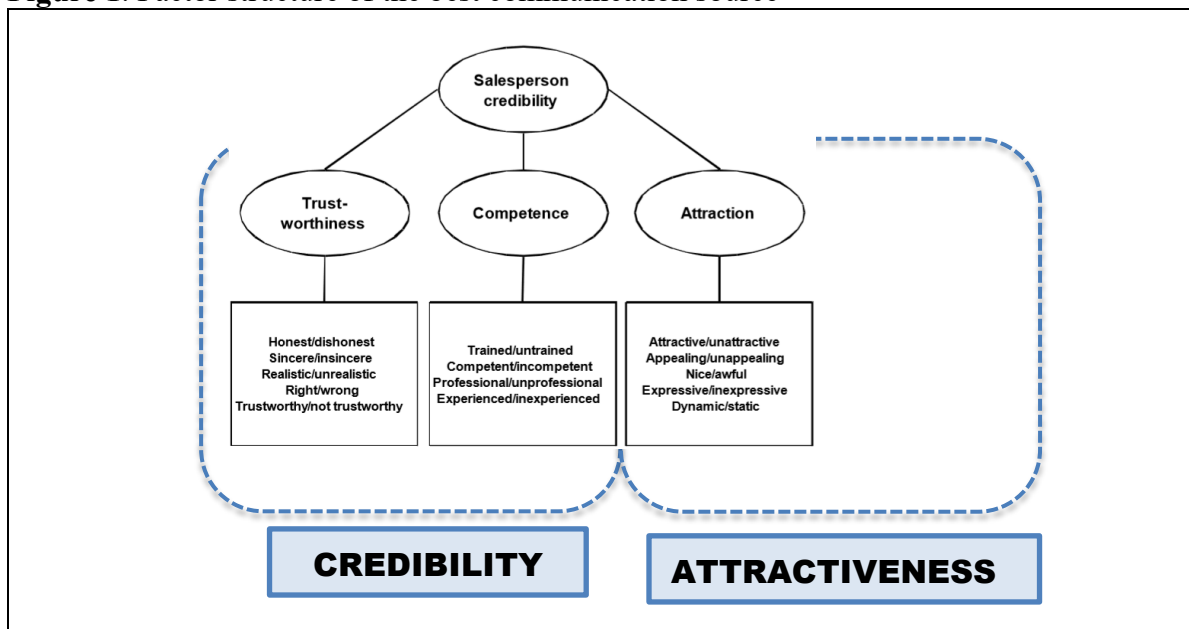 Salesperson
credibility
Trust-
worthiness
Competence
Attraction
Honest/dishonest
Sincere/insincere
Realistic/unrealistic
Right/wrong
Trustworthy/not trustworthy
Trained/untrained
Competent/incompetent
Professional/unprofessional
Experienced/inexperienced
Attractive/unattractive
Appealing/unappealing
Nice/awful
Expressive/inexpressive
Dynamic/static
CREDIBILITY
ATTRACTIVENESS